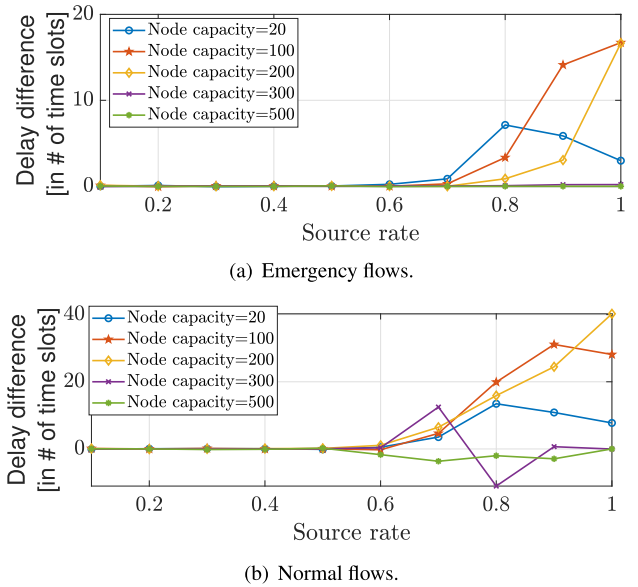 Delay difference
[in # of time slots]
20
10
0
Node capacity=20
Node capacity=100
Node capacity=200
Node capacity=300
Node capacity=500
0.2 0.4 0.6 0.8 1
Source rate
(a) Emergency flows.
Delay difference
[in # of time slots]
40
20
0
Node capacity=20
Node capacity=100
Node capacity=200
Node capacity=300
Node capacity=500
0.2 0.4 0.6 0.8 1
Source rate
(b) Normal flows.